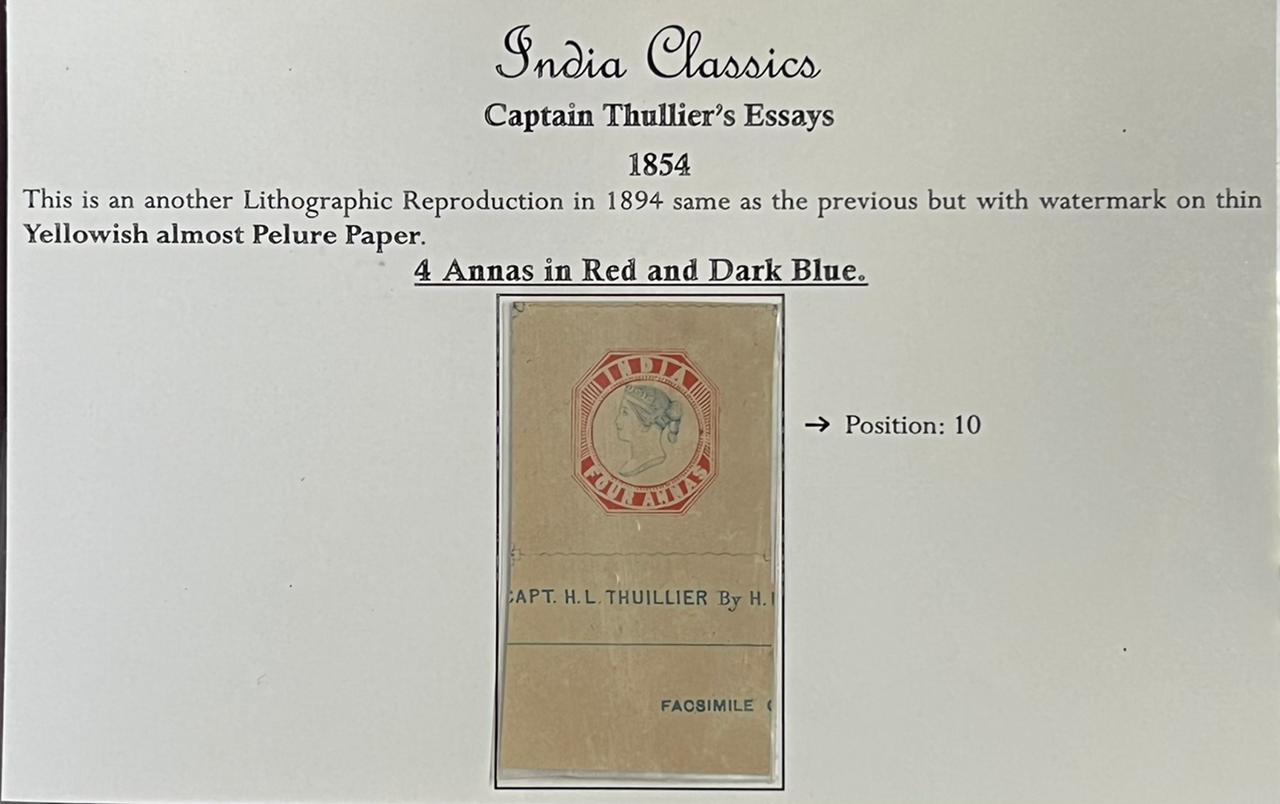 India Classics
Captain Thullier's Essays
1854
This is an another Lithographic Reproduction in 1894 same as the previous but with watermark on thin
Yellowish almost Pelure Paper.
4 Annas in Red and Dark Blue.
INDIA
FOUR ANNAS
→ Position: 10
CAPT. H.L. THUILLIER By H.
FACSIMILE